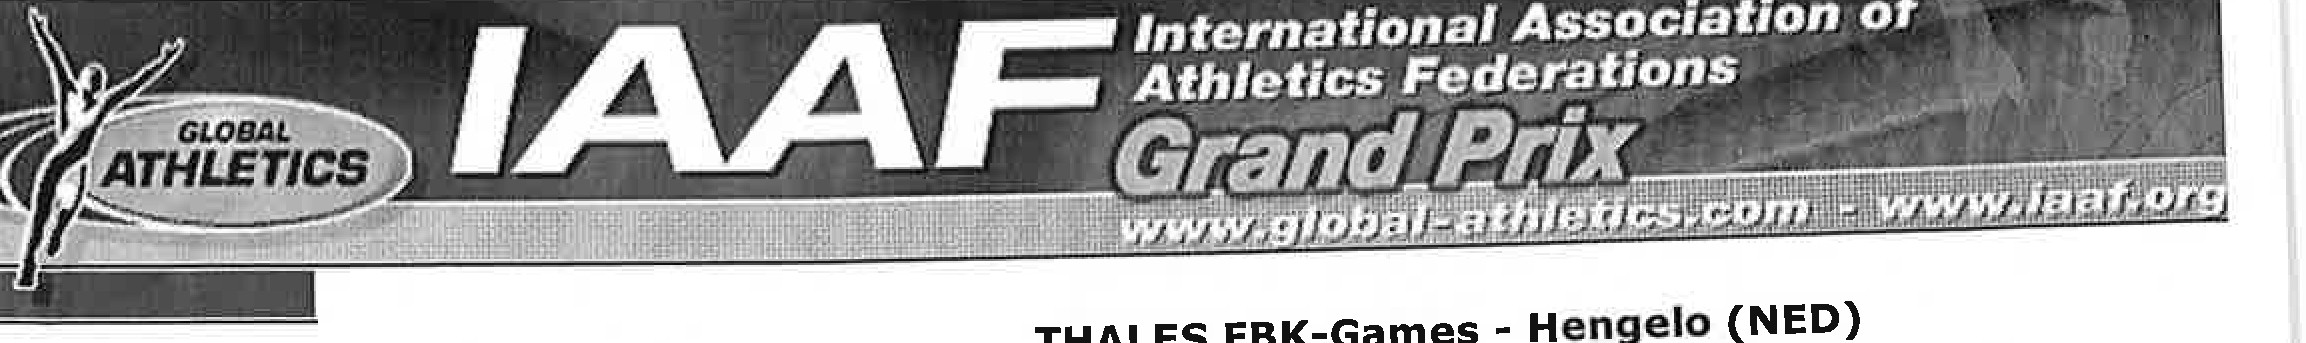 GLOBAL
ATHLETICS
IAAF
International Association of
Athletics Federations
Grand Prix
www.global-athletics.com - www.iaaf.org
THALES FBK-Games - Hengelo (NED)